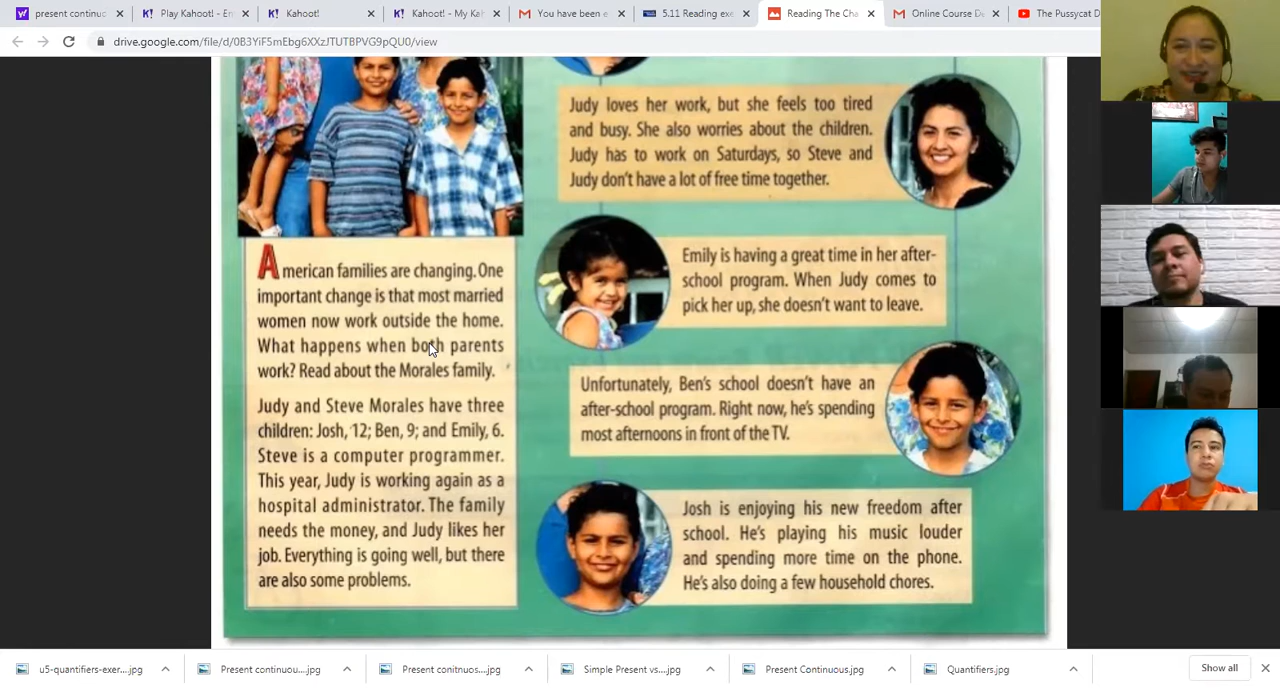 present continuc
Play Kahoot! - En
Kahoot!
Kahoot! - My Kah
You have been e
5.11 Reading exe
Reading The Cha
Online Course De
The Pussycat D
drive.google.com/file/d/0B3YiF5mEbg6XXzJTUTBPVG9pQU0/view
American families are changing. One
important change is that most married
women now work outside the home.
What happens when both parents
work? Read about the Morales family.
Judy and Steve Morales have three
children: Josh, 12; Ben, 9; and Emily, 6.
Steve is a computer programmer.
This year, Judy is working again as a
hospital administrator. The family
needs the money, and Judy likes her
job. Everything is going well, but there
are also some problems.
Judy loves her work, but she feels too tired
and busy. She also worries about the children.
Judy has to work on Saturdays, so Steve and
Judy don't have a lot of free time together.
Emily is having a great time in her after-
school program. When Judy comes to
pick her up, she doesn't want to leave.
Unfortunately, Ben's school doesn't have an
after-school program. Right now, he's spending
most afternoons in front of the TV.
Josh is enjoying his new freedom after
school. He's playing his music louder
and spending more time on the phone.
He's also doing a few household chores.
u5-quantifiers-exer....jpg
Present continuou....jpg
Present conitnuos....jpg
Simple Present vs....jpg
Present Continuous.jpg
Quantifiers.jpg
Show all